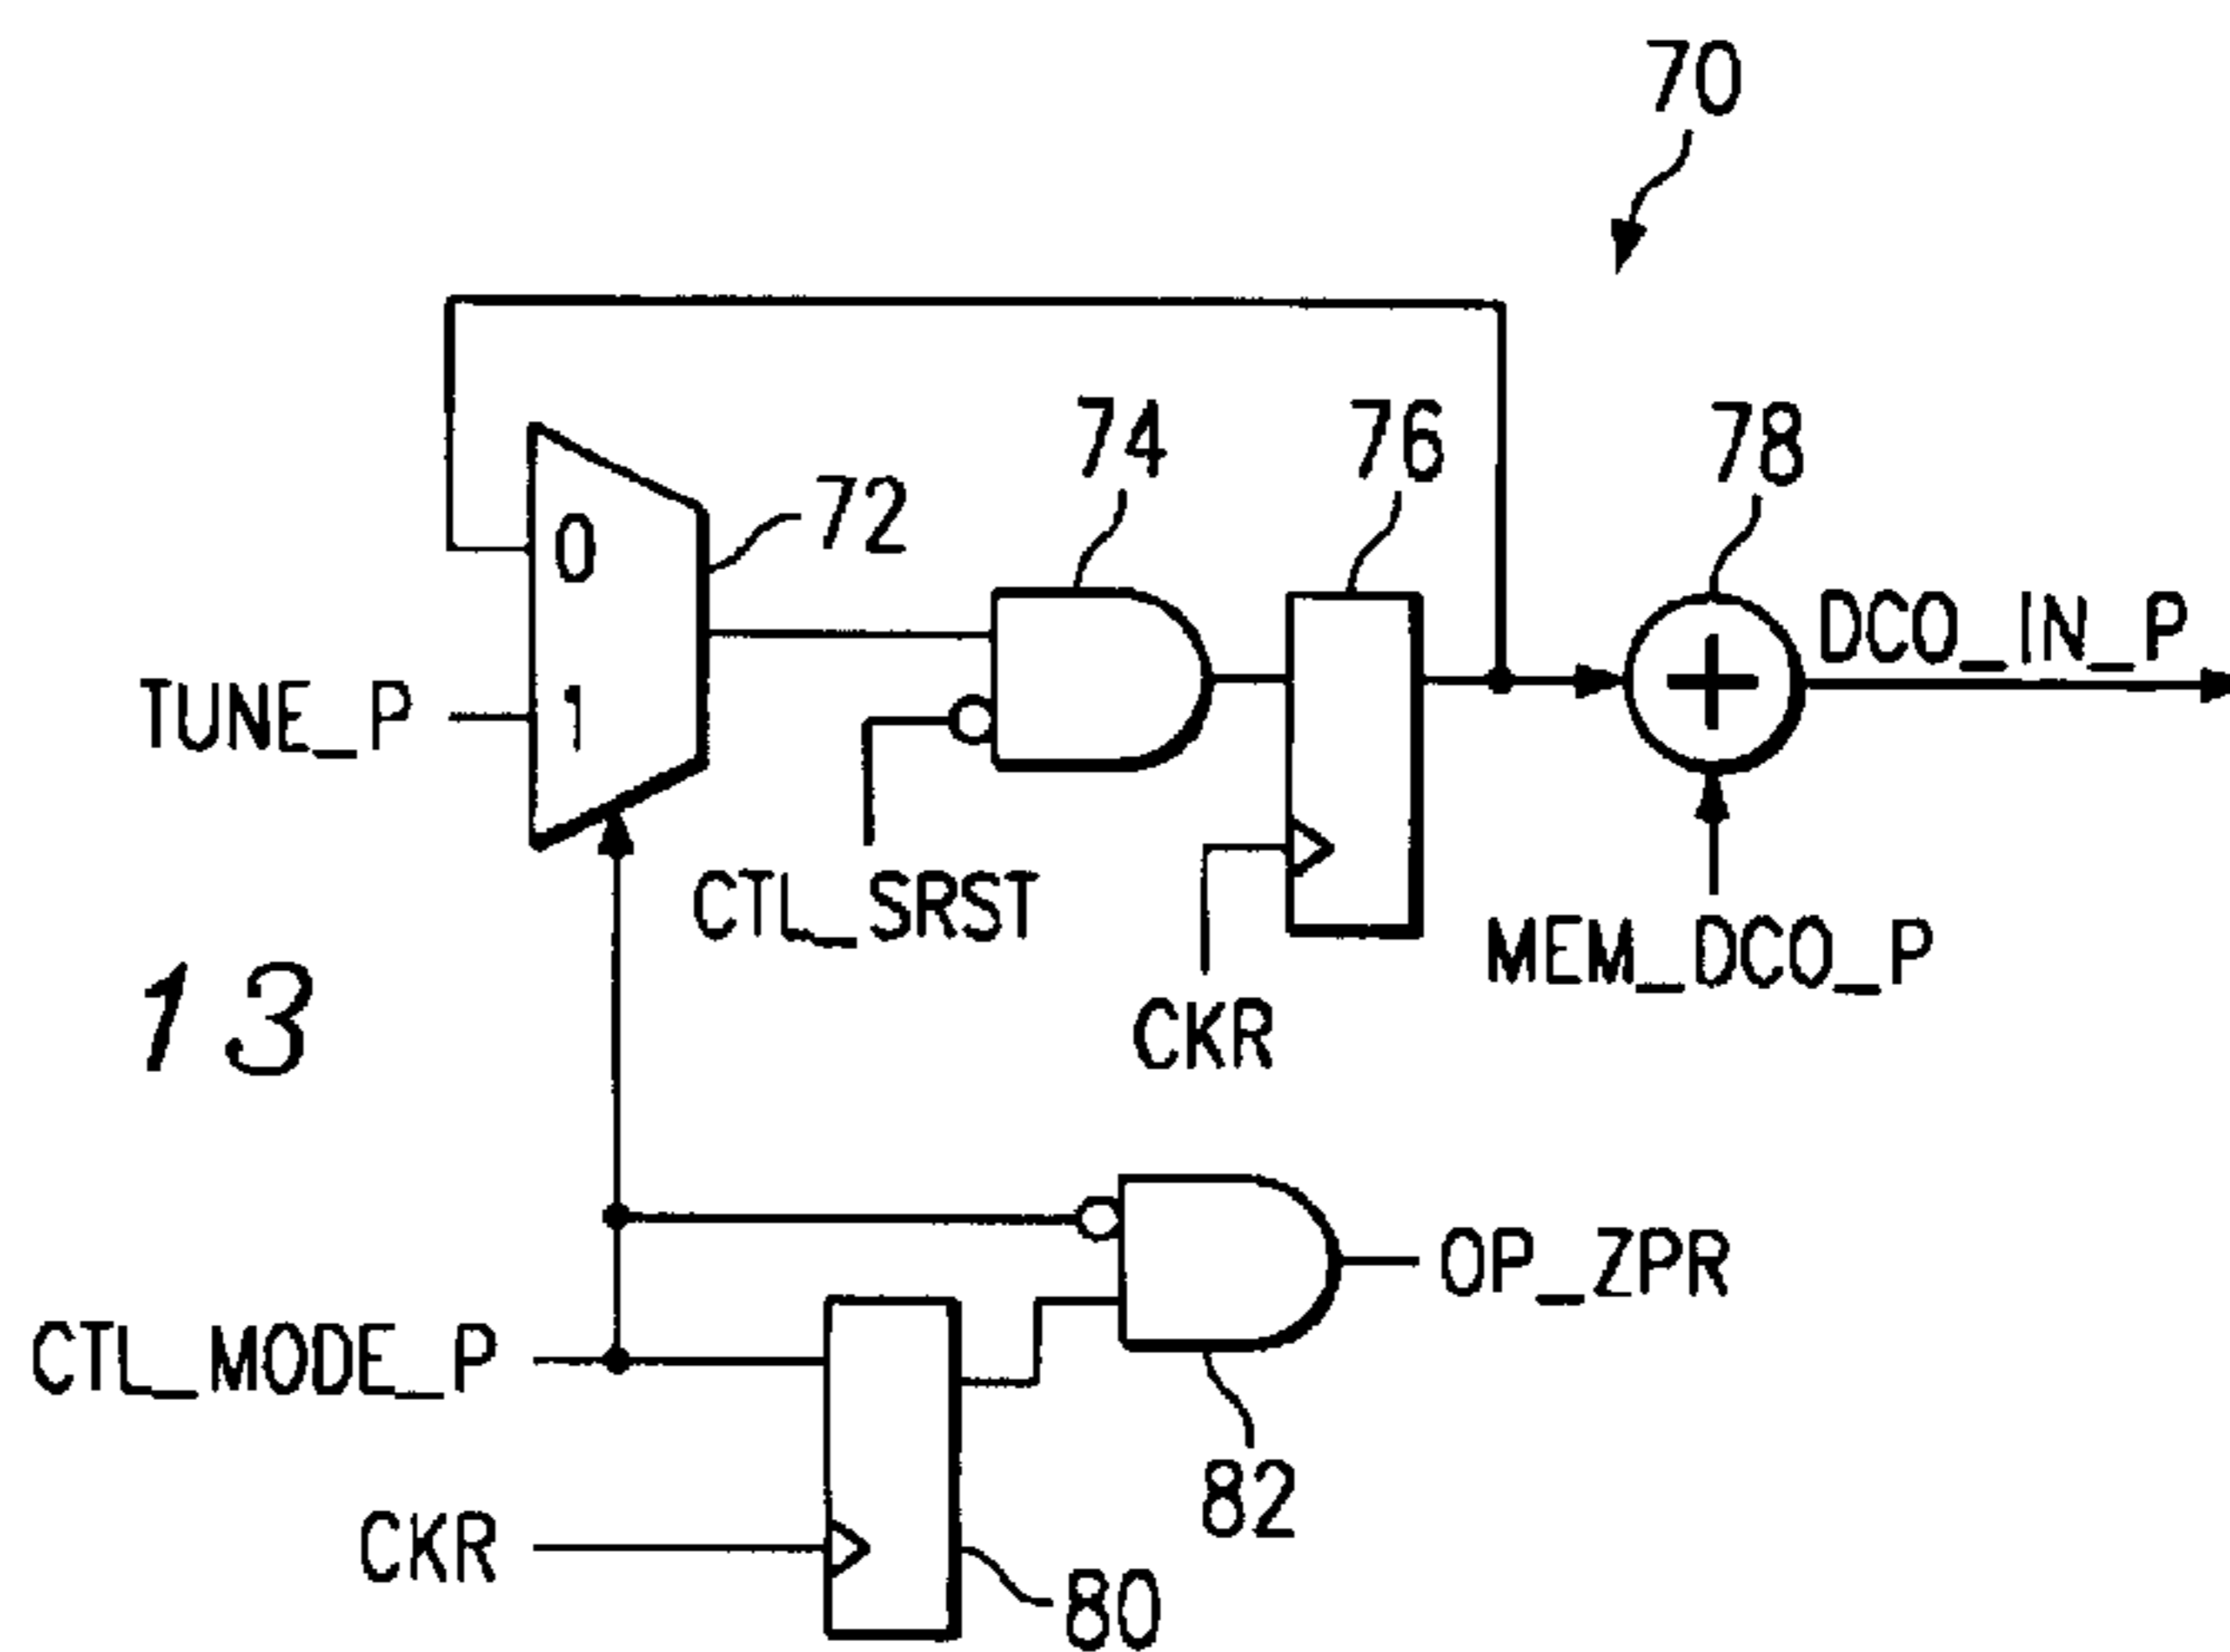 70
74
76
78
72
0
DCO_IN_P
TUNE_P
1
+
CTL_SRST
MEM_DCO_P
13
CKR
OP_ZPR
CTL_MODE_P
82
CKR
80